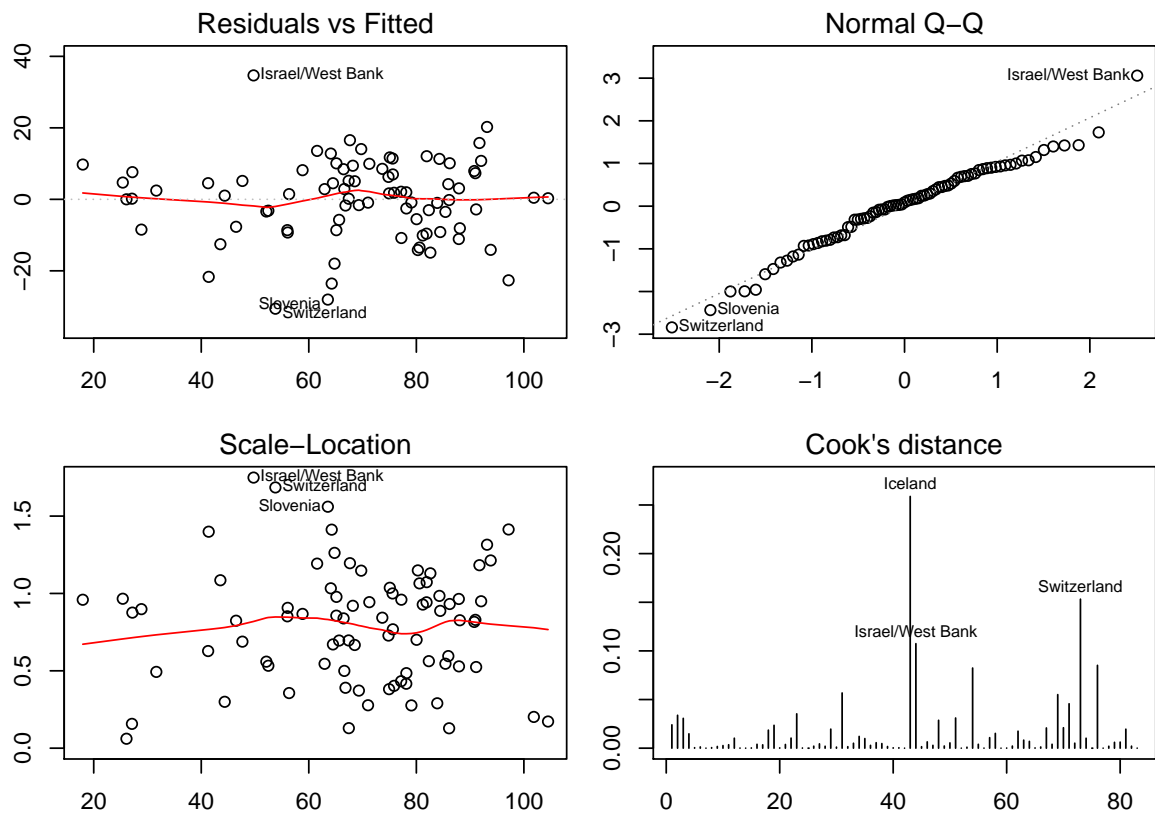 Residuals vs Fitted
40
20
0
−20
20 40 60 80 100
Israel/West Bank
Slovenia
Switzerland
Normal Q−Q
3
2
1
0
−1
−3
−2 −1 0 1 2
Israel/West Bank
Slovenia
Switzerland
Scale−Location
1.5
1.0
0.5
0.0
20 40 60 80 100
Israel/West Bank
Switzerland
Slovenia
Cook's distance
0.20
0.10
0.00
0 20 40 60 80
Iceland
Switzerland
Israel/West Bank